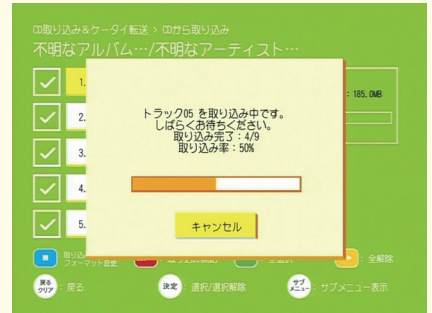 CD取り込み&ケータイ転送 > CDから取り込み
不明なアルバム…/不明なアーティスト…
1.
: 185.0MB
2.
3.
4.
5.
トラック05 を取り込み中です。
しばらくお待ちください。
取り込み完了:4/9
取り込み率:50%
キャンセル
フォーマット変更
: 全解除
戻る
クリア
: 戻る
決定
: 選択/選択解除
サブ
メニュー
: サブメニュー表示